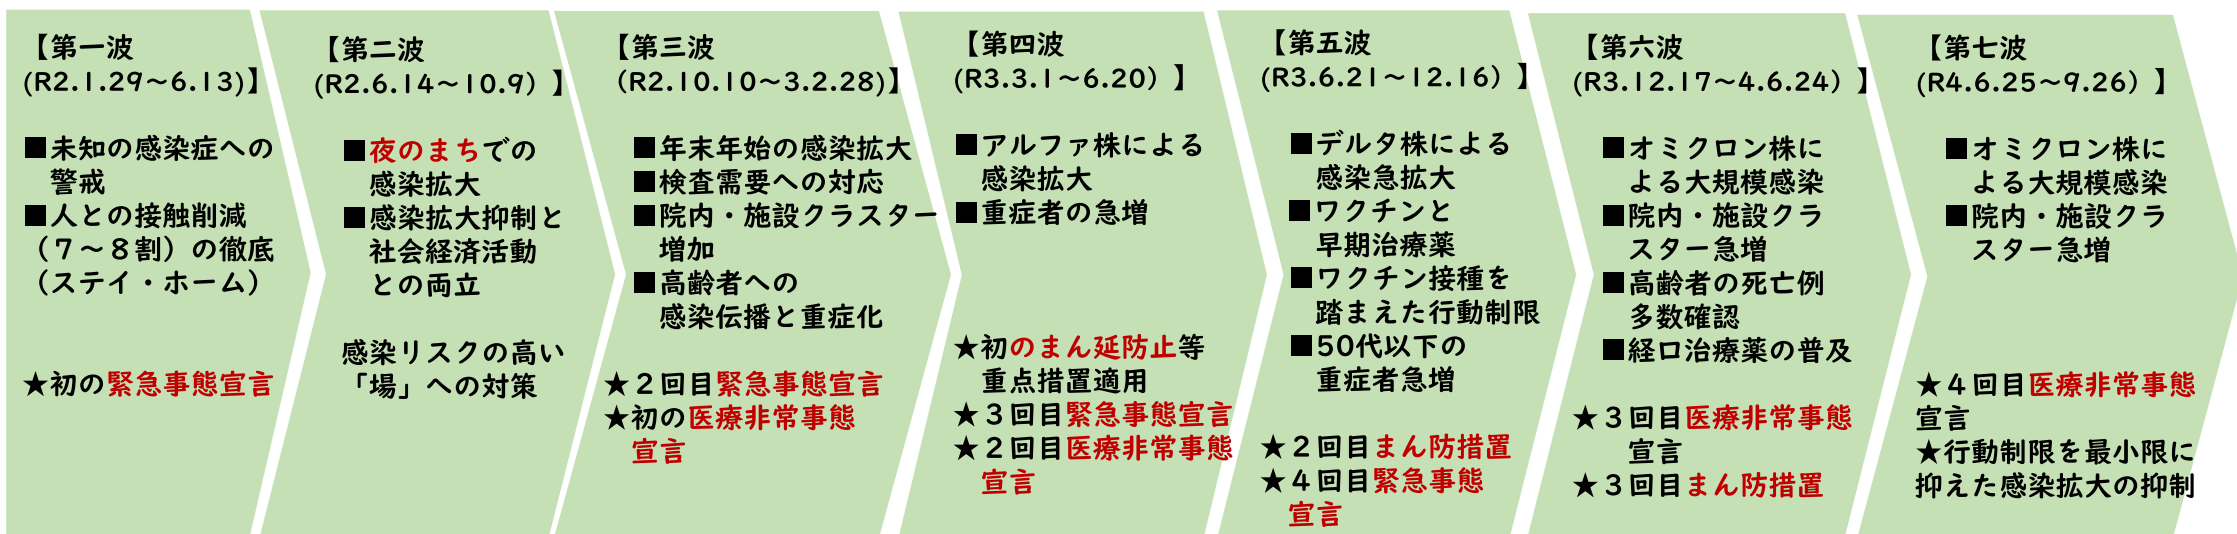 【第一波
(R2.1.29～6.13)】
■未知の感染症への
警戒
■人との接触削減
（７～８割）の徹底
（ステイ・ホーム）
★初の緊急事態宣言
【第二波
(R2.6.14～10.9）】
■夜のまちでの
感染拡大
■感染拡大抑制と
社会経済活動
との両立
感染リスクの高い
「場」への対策
【第三波
（R2.10.10～3.2.28)】
■年末年始の感染拡大
■検査需要への対応
■院内・施設クラスター
増加
■高齢者への
感染伝播と重症化
★２回目緊急事態宣言
★初の医療非常事態
宣言
【第四波
(R3.3.1～6.20）】
■アルファ株による
感染拡大
■重症者の急増
★初のまん延防止等
重点措置適用
★３回目緊急事態宣言
★２回目医療非常事態
宣言
【第五波
(R3.6.21～12.16）】
■デルタ株による
感染急拡大
■ワクチンと
早期治療薬
■ワクチン接種を
踏まえた行動制限
■50代以下の
重症者急増
★２回目まん防措置
★４回目緊急事態
宣言
【第六波
(R3.12.17～4.6.24）】
■オミクロン株に
よる大規模感染
■院内・施設クラ
スター急増
■高齢者の死亡例
多数確認
■経口治療薬の普及
★３回目医療非常事態
宣言
★３回目まん防措置
【第七波
(R4.6.25～9.26）】
■オミクロン株に
よる大規模感染
■院内・施設クラ
スター急増
★４回目医療非常事態
宣言
★行動制限を最小限に
抑えた感染拡大の抑制